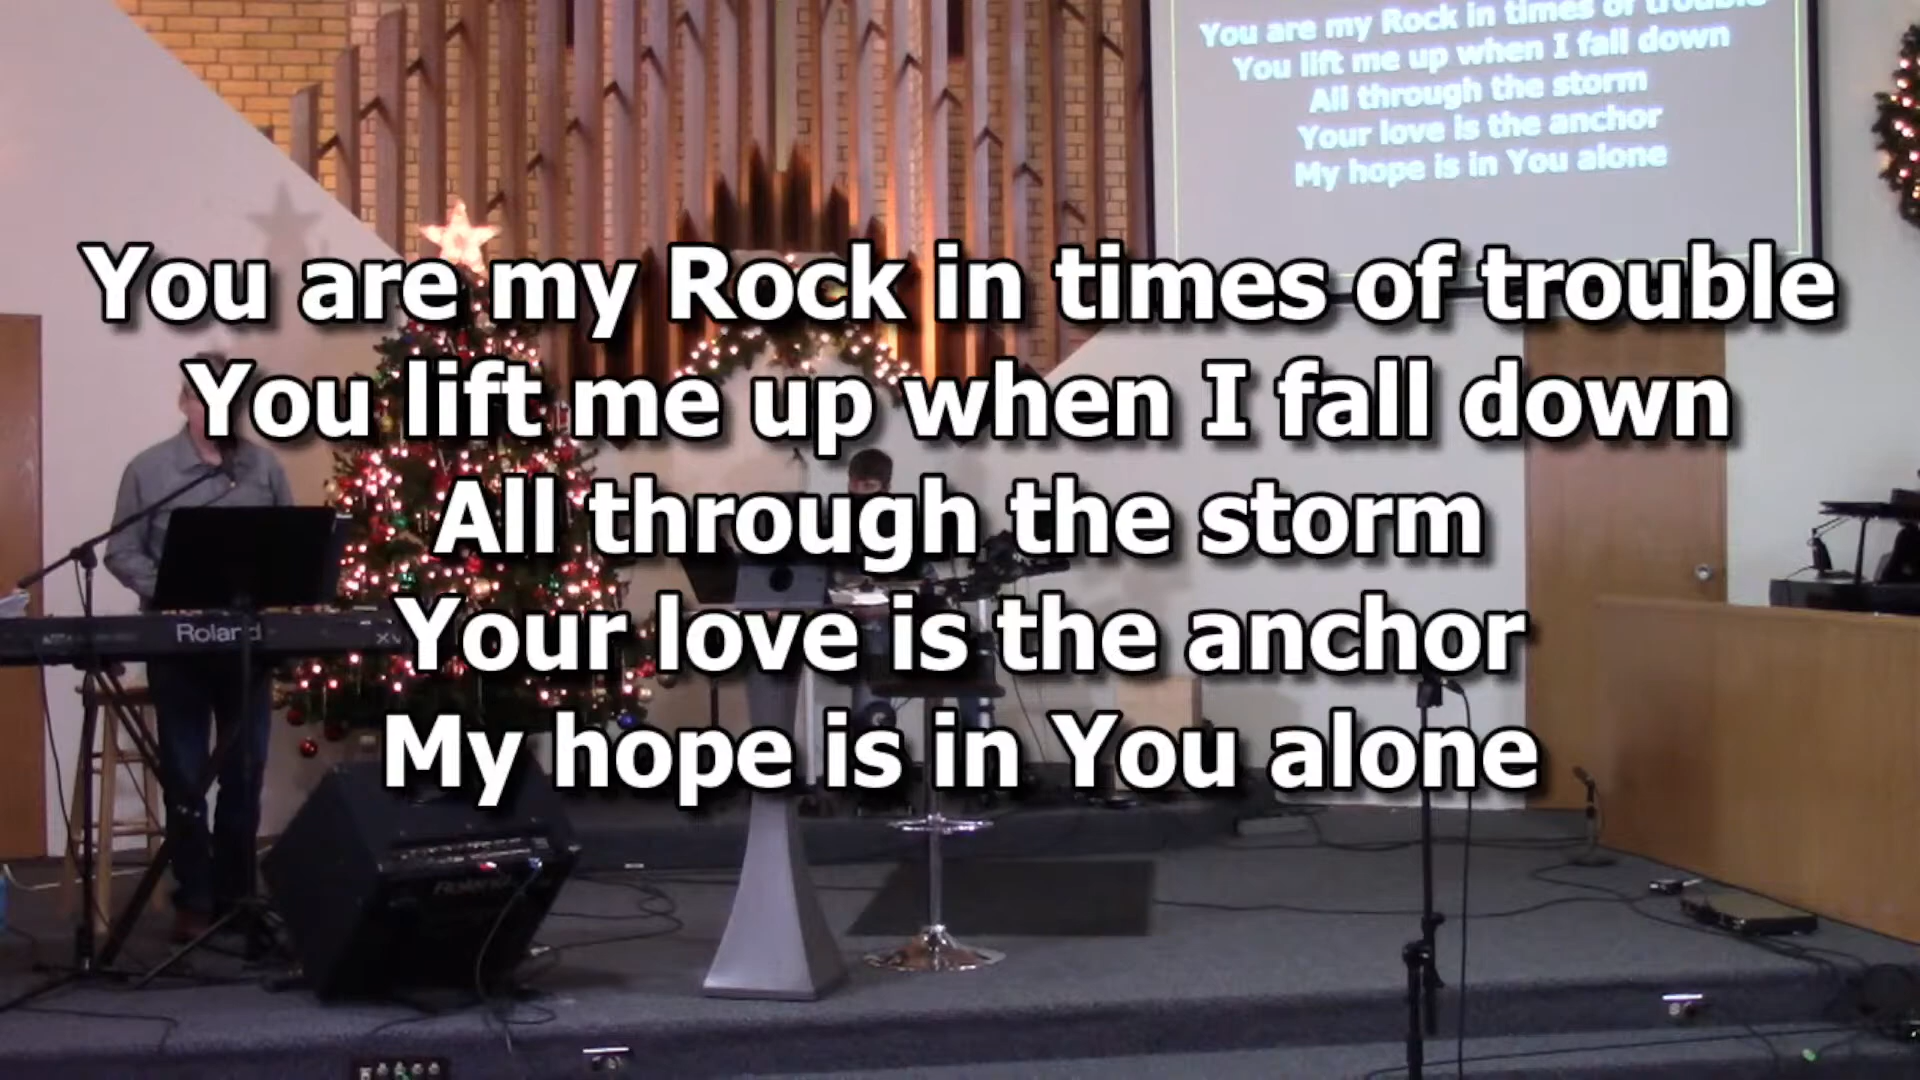 You are my Rock in times of trouble
You lift me up when I fall down
All through the storm
Your love is the anchor
My hope is in You alone
You are my Rock in times of trouble
You lift me up when I fall down
All through the storm
Your love is the anchor
My hope is in You alone
Roland
Roland